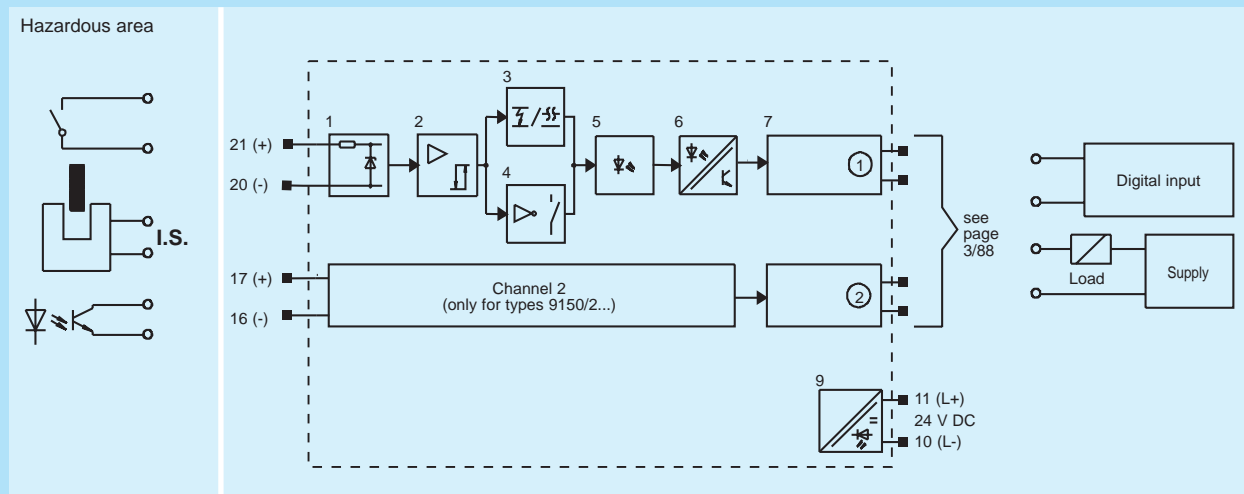 Hazardous area
I.S.
21 (+)
20 (-)
17 (+)
16 (-)
1
2
3
4
5
6
7
1
Channel 2
(only for types 9150/2...)
2
9
=
11 (L+)
24 V DC
10 (L-)
see
page
3/88
Digital input
Load
Supply